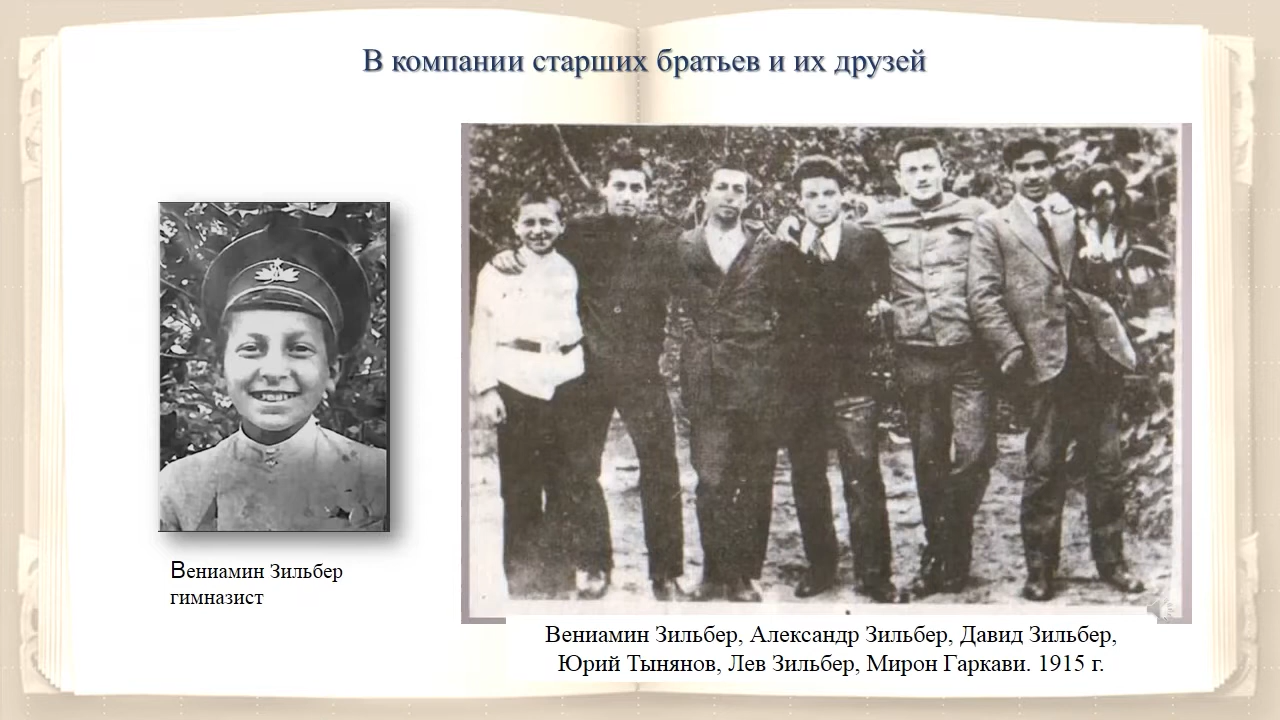 В компании старших братьев и их друзей
Вениамин Зильбер
гимназист
Вениамин Зильбер, Александр Зильбер, Давид Зильбер,
Юрий Тынянов, Лев Зильбер, Мирон Гаркави. 1915 г.